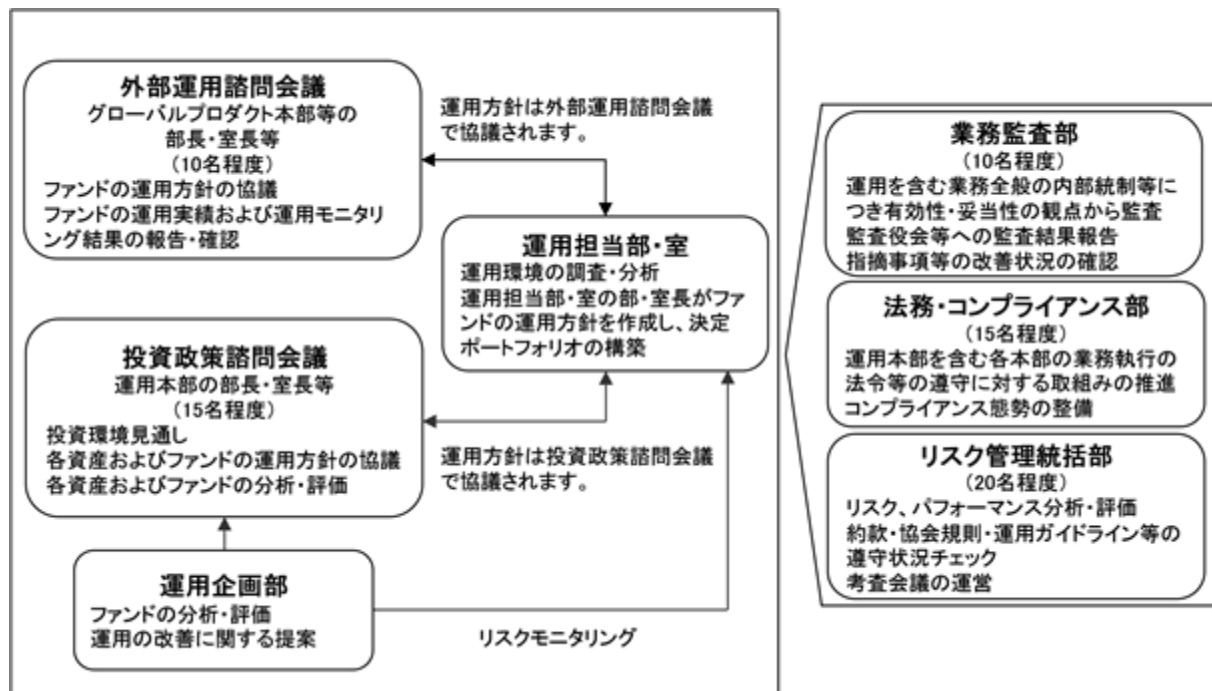 外部運用諮問会議
グローバルプロダクト本部等の
部長・室長等
(10名程度)
ファンドの運用方針の協議
ファンドの運用実績および運用モニタリ
ング結果の報告・確認
運用方針は外部運用諮問会議
で協議されます。
運用担当部・室
運用環境の調査・分析
運用担当部・室の部・室長がファ
ンドの運用方針を作成し、決定
ポートフォリオの構築
投資政策諮問会議
運用本部の部長・室長等
(15名程度)
投資環境見通し
各資産およびファンドの運用方針の協議
各資産およびファンドの分析・評価
運用方針は投資政策諮問会議
で協議されます。
運用企画部
ファンドの分析・評価
運用の改善に関する提案
リスクモニタリング
業務監査部
(10名程度)
運用を含む業務全般の内部統制等に
つき有効性・妥当性の観点から監査
監査役会等への監査結果報告
指摘事項等の改善状況の確認
法務・コンプライアンス部
(15名程度)
運用本部を含む各本部の業務執行の
法令等の遵守に対する取組みの推進
コンプライアンス態勢の整備
リスク管理統括部
(20名程度)
リスク、パフォーマンス分析・評価
約款・協会規則・運用ガイドライン等の
遵守状況チェック
考査会議の運営